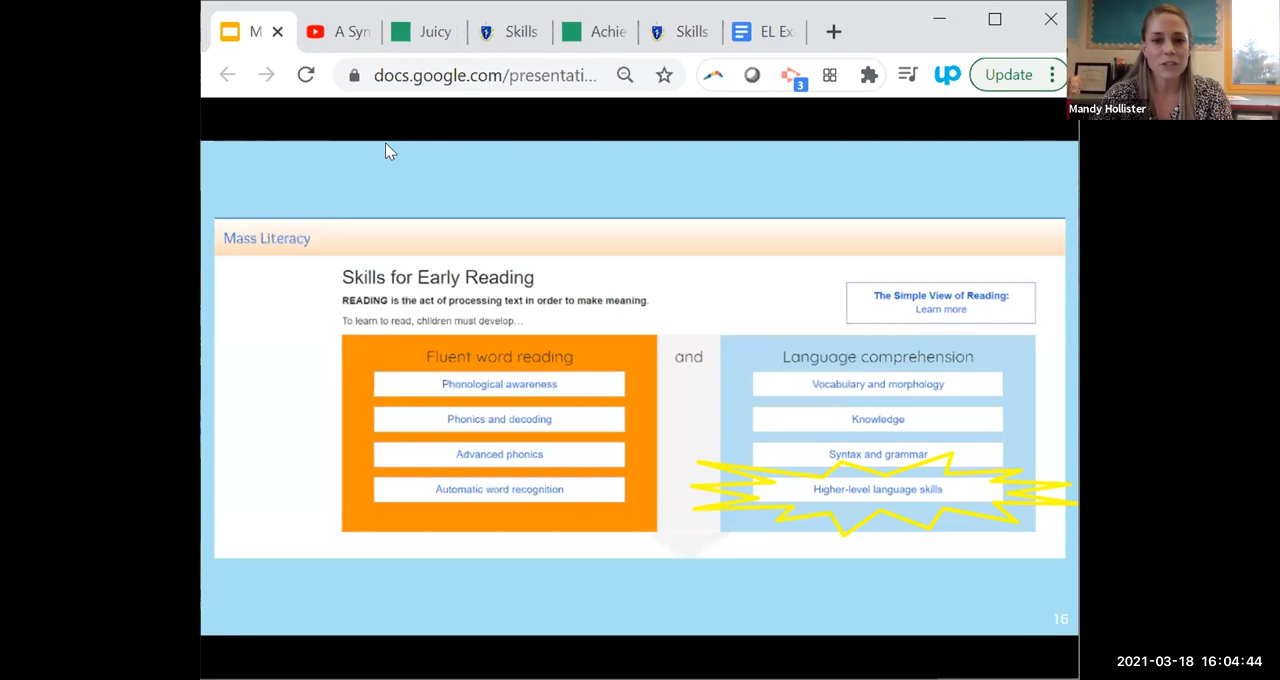 M
A Syn
Juicy
Skills
Achie
Skills
EL Ex
docs.google.com/presentati...
3
up
Update
Mandy Hollister
Mass Literacy
Skills for Early Reading
READING is the act of processing text in order to make meaning.
To learn to read, children must develop...
The Simple View of Reading:
Learn more
Fluent word reading
Phonological awareness
Phonics and decoding
Advanced phonics
Automatic word recognition
and
Language comprehension
Vocabulary and morphology
Knowledge
Syntax and grammar
Higher-level language skills
16
2021-03-18 16:04:44